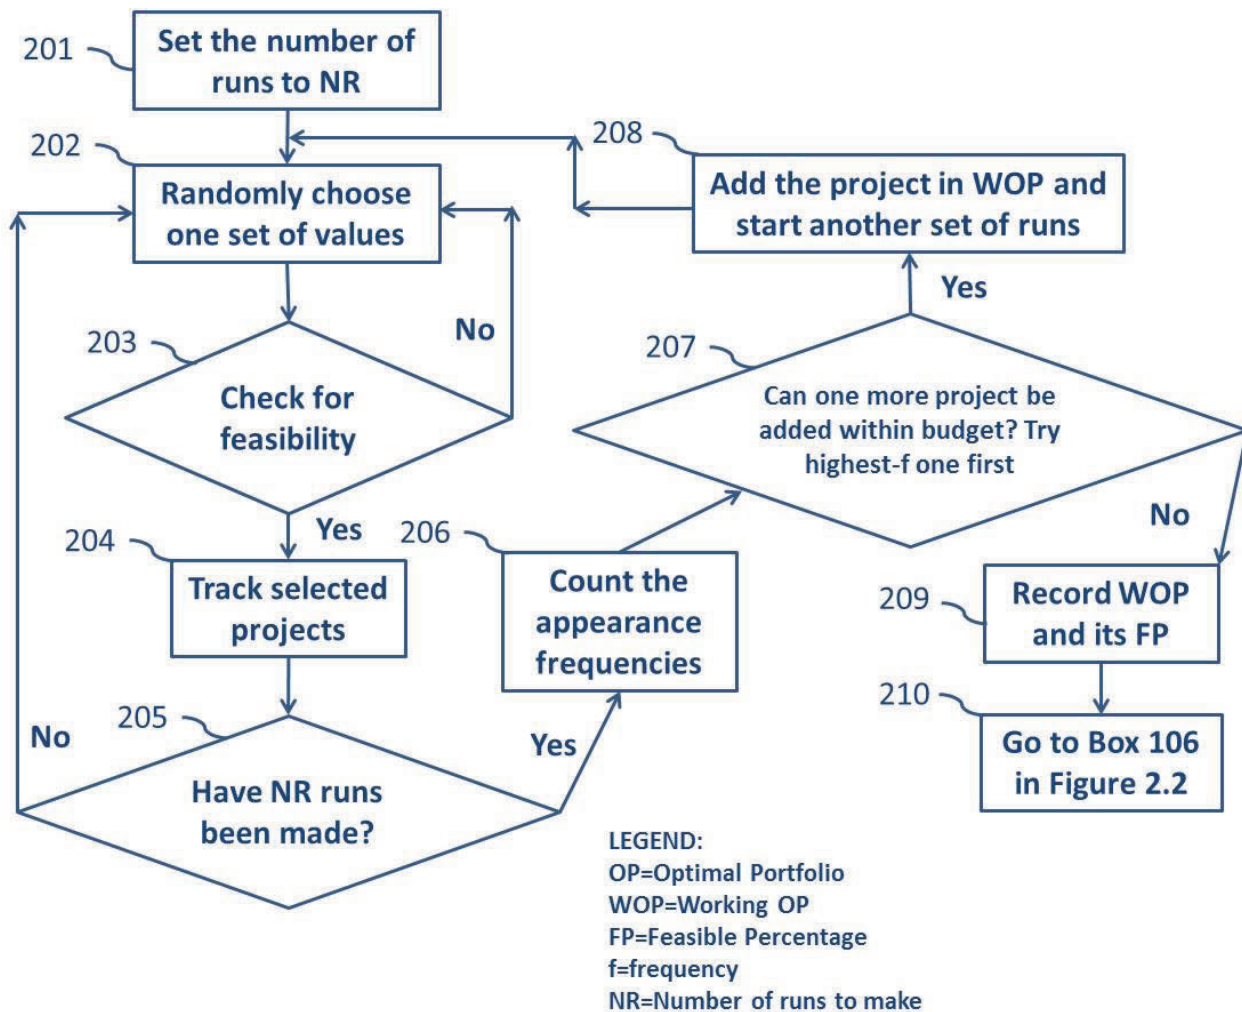 201
Set the number of
runs to NR
202
Randomly choose
one set of values
203
Check for
feasibility
No
Yes
204
Track selected
projects
205
Have NR runs
been made?
No
Yes
206
Count the
appearance
frequencies
207
Can one more project be
added within budget? Try
highest-f one first
Yes
208
Add the project in WOP and
start another set of runs
No
209
Record WOP
and its FP
210
Go to Box 106
in Figure 2.2
LEGEND:
OP=Optimal Portfolio
WOP=Working OP
FP=Feasible Percentage
f=frequency
NR=Number of runs to make